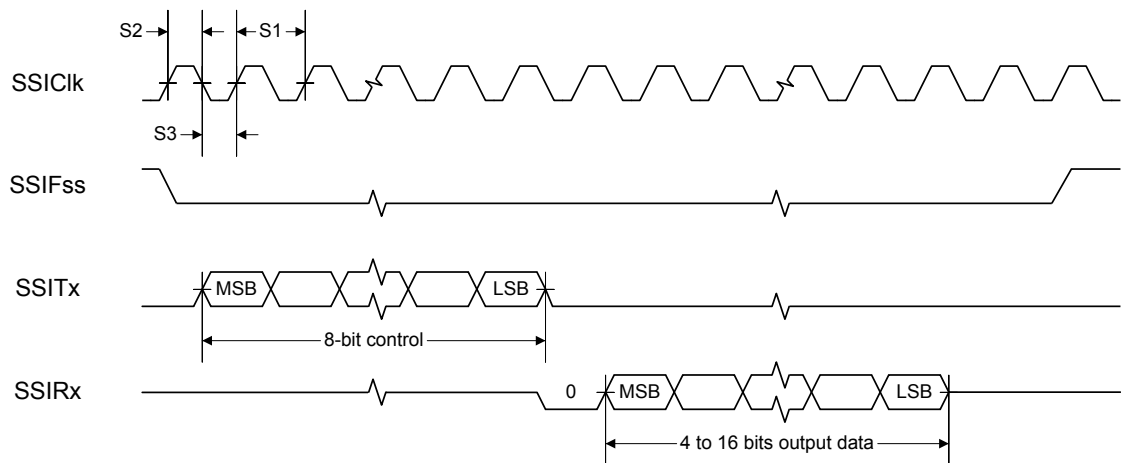 S2
S1
SSIClk
S3
SSIFss
SSITx
MSB
LSB
8-bit control
SSIRx
0
MSB
LSB
4 to 16 bits output data